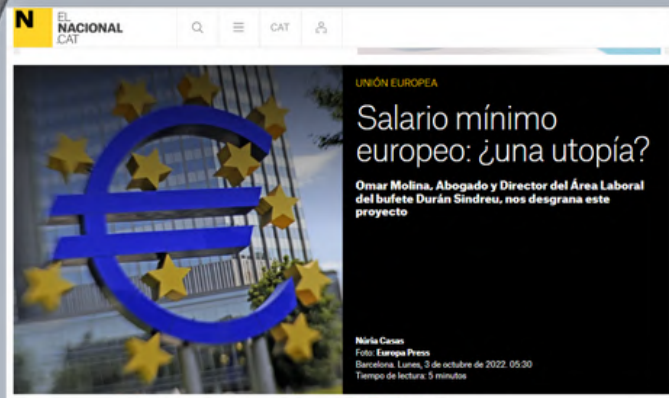 N
EL
NACIONAL
.CAT
CAT
UNIÓN EUROPEA
Salario mínimo
europeo: ¿una utopía?
Omar Molina, Abogado y Director del Área Laboral
del bufete Durán Sindreu, nos desgrana este
proyecto
Núria Casas
Foto: Europa Press
Barcelona. Lunes, 3 de octubre de 2022. 05:30
Tiempo de lectura: 5 minutos